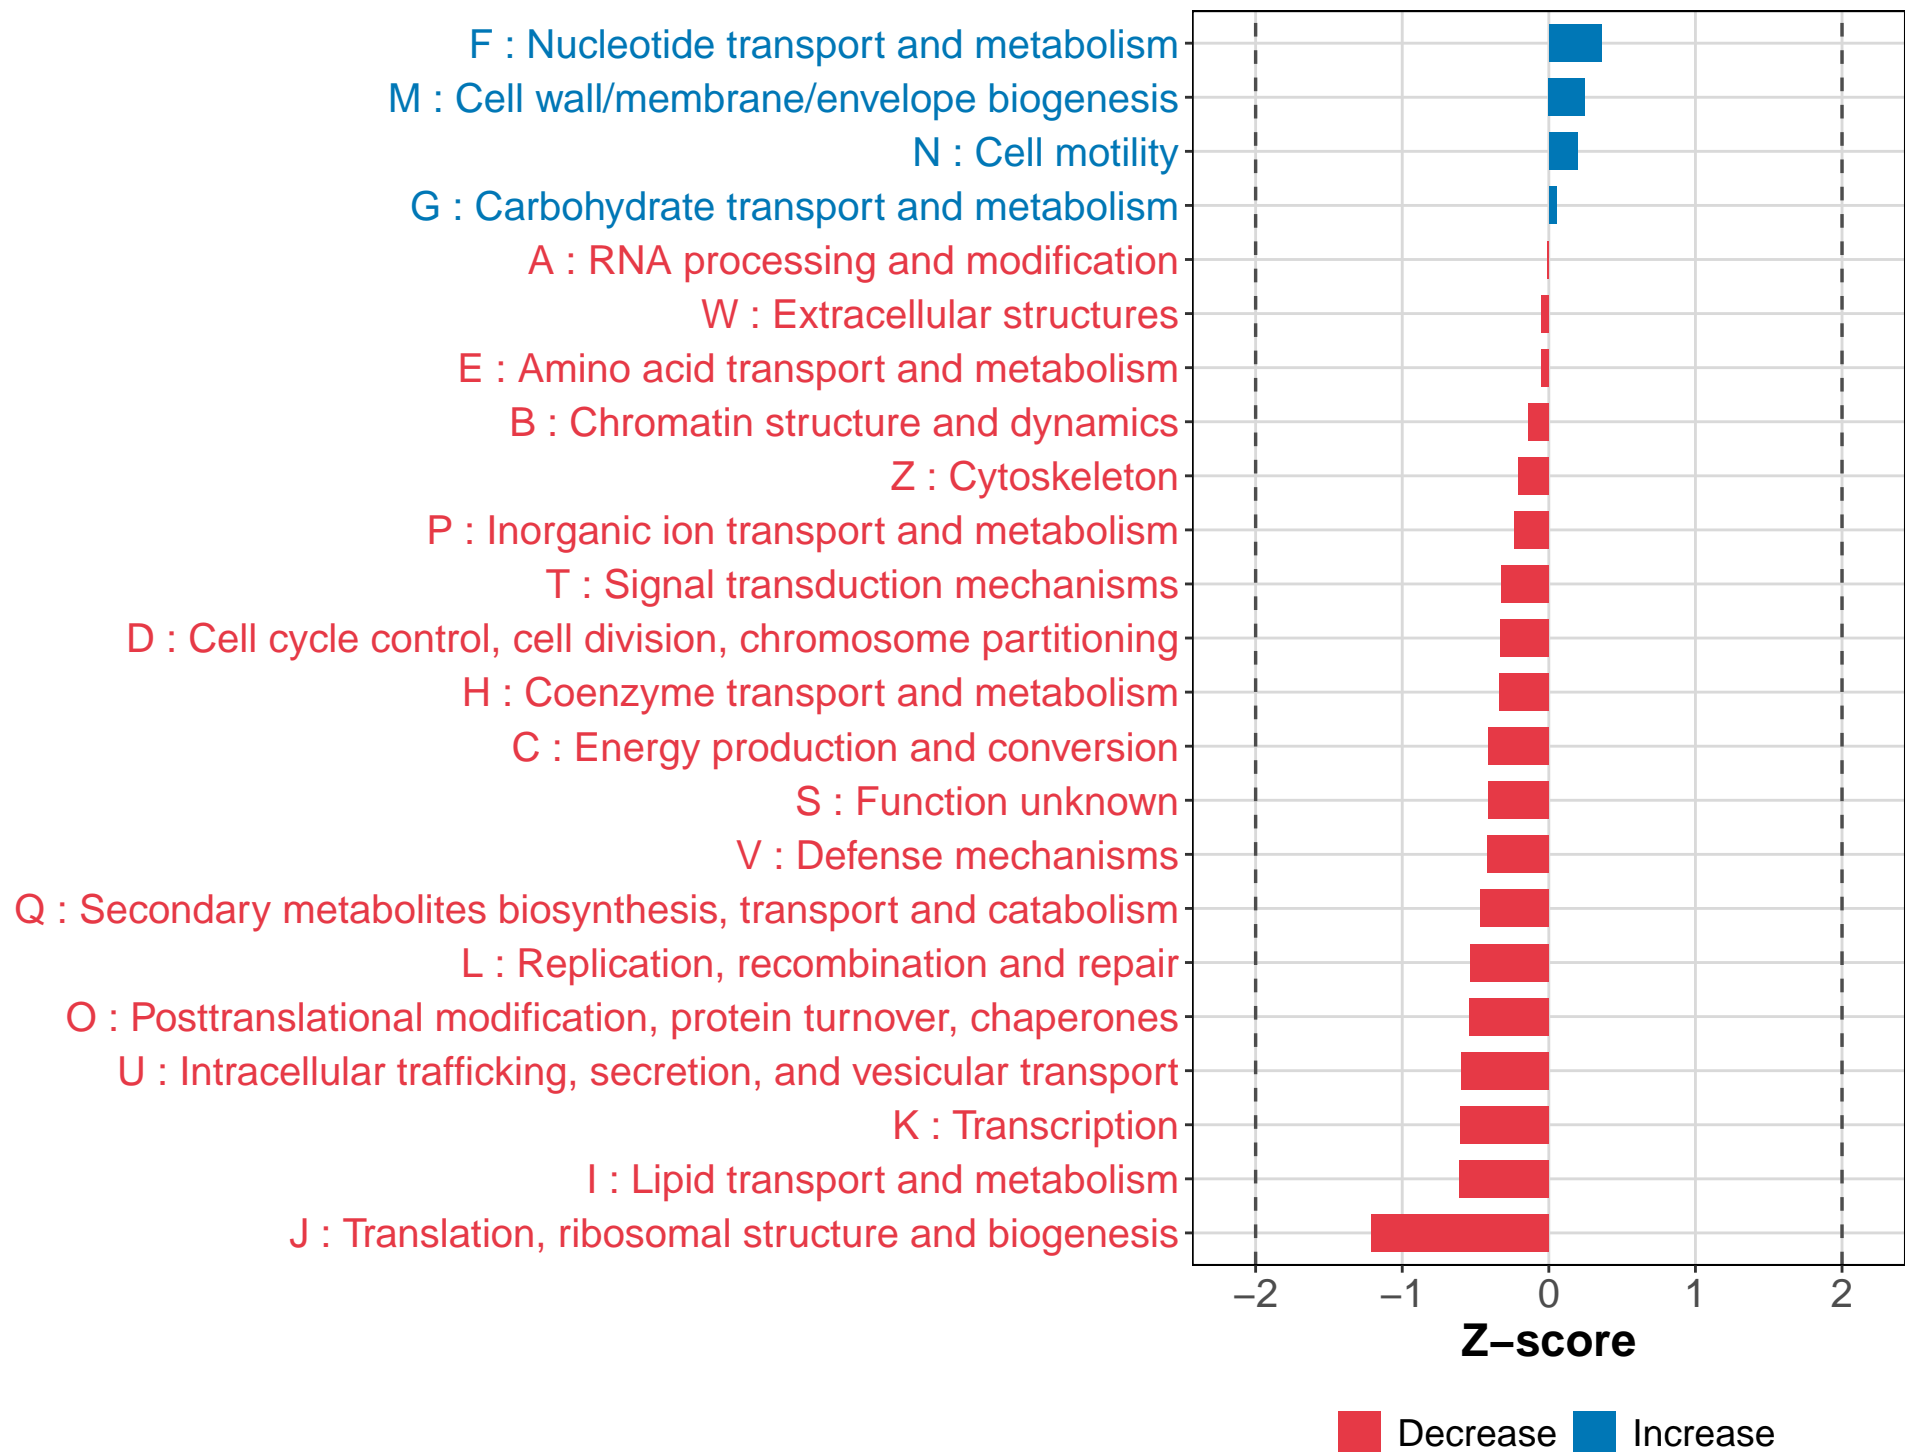 F : Nucleotide transport and metabolism
M : Cell wall/membrane/envelope biogenesis
N : Cell motility
G : Carbohydrate transport and metabolism
A : RNA processing and modification
W : Extracellular structures
E : Amino acid transport and metabolism
B : Chromatin structure and dynamics
Z : Cytoskeleton
P : Inorganic ion transport and metabolism
T : Signal transduction mechanisms
D : Cell cycle control, cell division, chromosome partitioning
H : Coenzyme transport and metabolism
C : Energy production and conversion
S : Function unknown
V : Defense mechanisms
Q : Secondary metabolites biosynthesis, transport and catabolism
L : Replication, recombination and repair
O : Posttranslational modification, protein turnover, chaperones
U : Intracellular trafficking, secretion, and vesicular transport
K : Transcription
I : Lipid transport and metabolism
J : Translation, ribosomal structure and biogenesis
−2 −1 0 1 2
Z−score
Decrease Increase